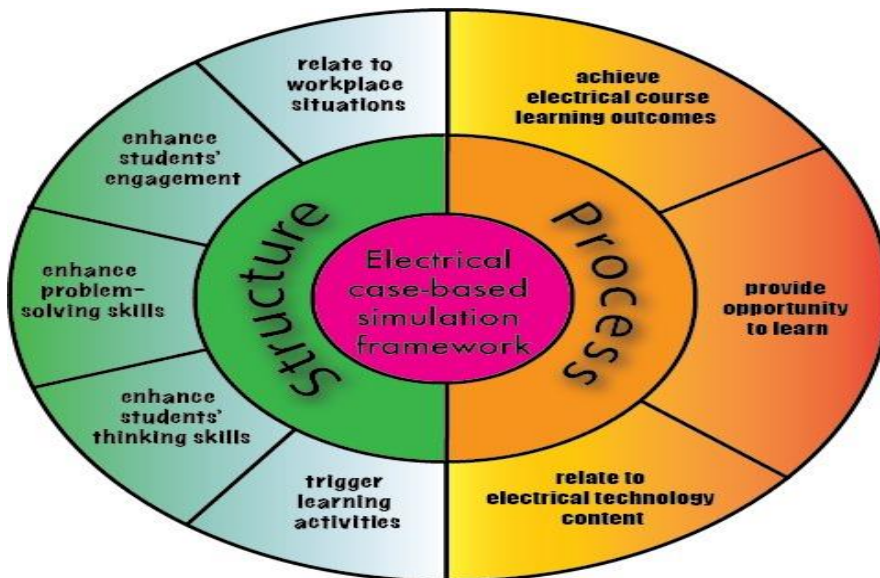 relate to
workplace
situations
enhance
students'
engagement
enhance
problem-
solving skills
enhance
students'
thinking skills
trigger
learning
activities
Structure
Electrical
case-based
simulation
framework
Process
achieve
electrical course
learning outcomes
provide
opportunity
to learn
relate to
electrical technology
content